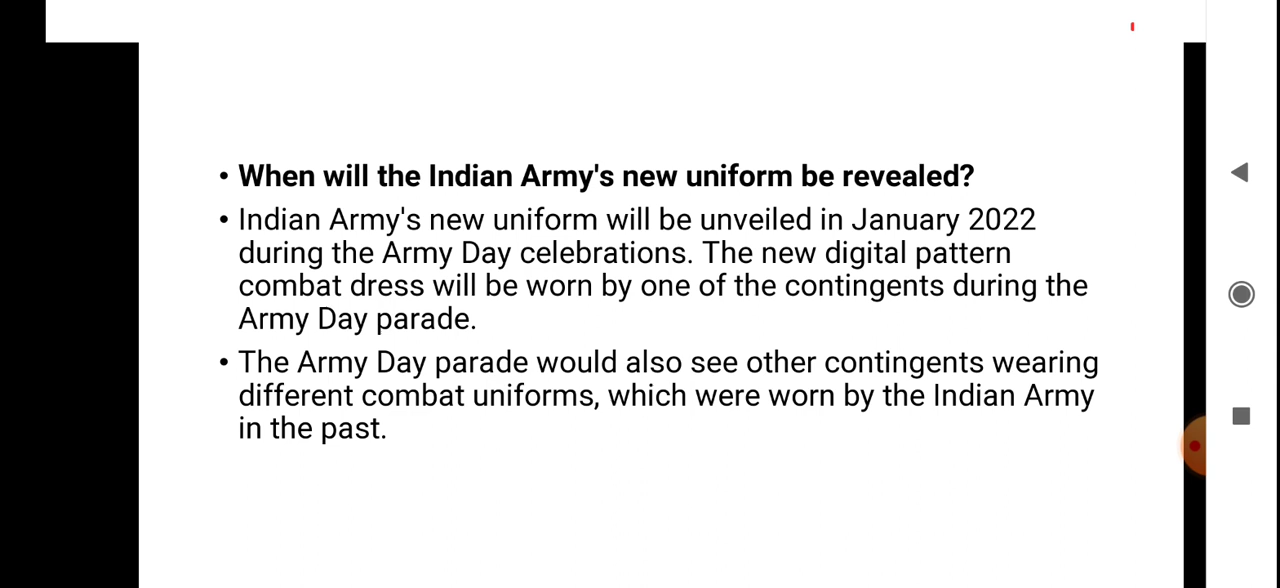 • When will the Indian Army's new uniform be revealed?
• Indian Army's new uniform will be unveiled in January 2022
during the Army Day celebrations. The new digital pattern
combat dress will be worn by one of the contingents during the
Army Day parade.
• The Army Day parade would also see other contingents wearing
different combat uniforms, which were worn by the Indian Army
in the past.